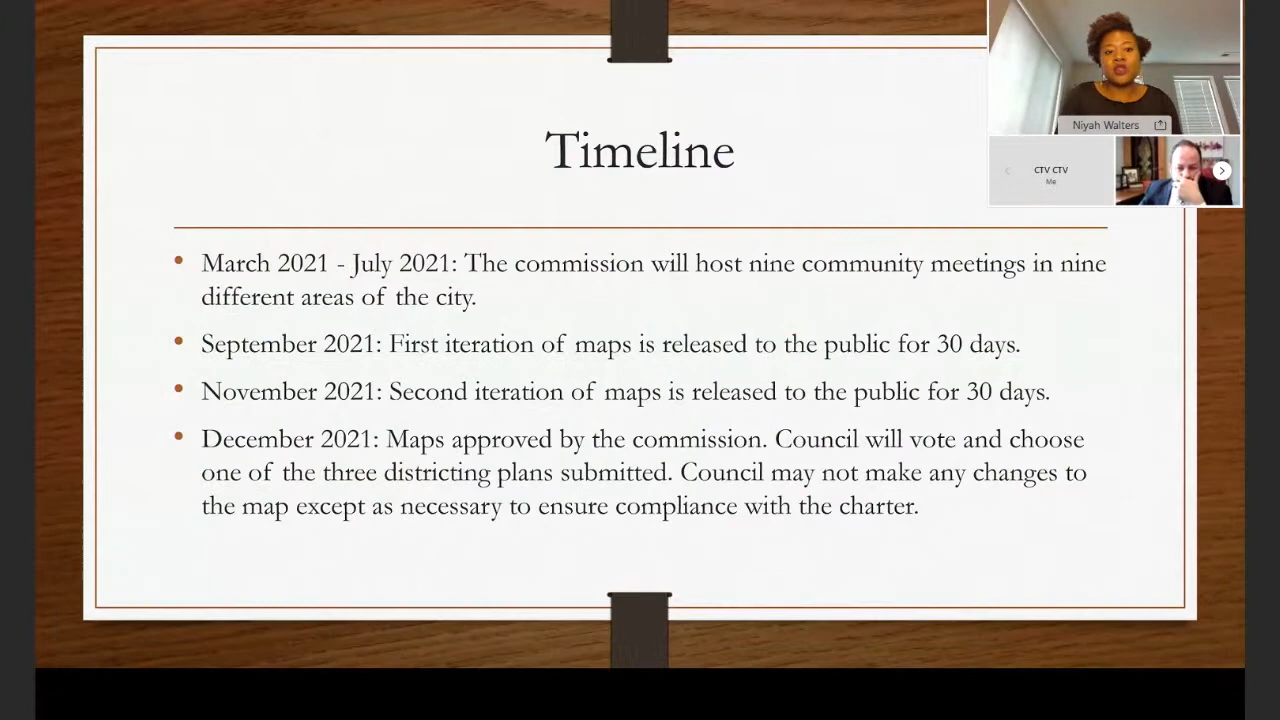 Timeline
• March 2021 - July 2021: The commission will host nine community meetings in nine
different areas of the city.
• September 2021: First iteration of maps is released to the public for 30 days.
• November 2021: Second iteration of maps is released to the public for 30 days.
• December 2021: Maps approved by the commission. Council will vote and choose
one of the three districting plans submitted. Council may not make any changes to
the map except as necessary to ensure compliance with the charter.
Niyah Walters
CTV CTV
Me